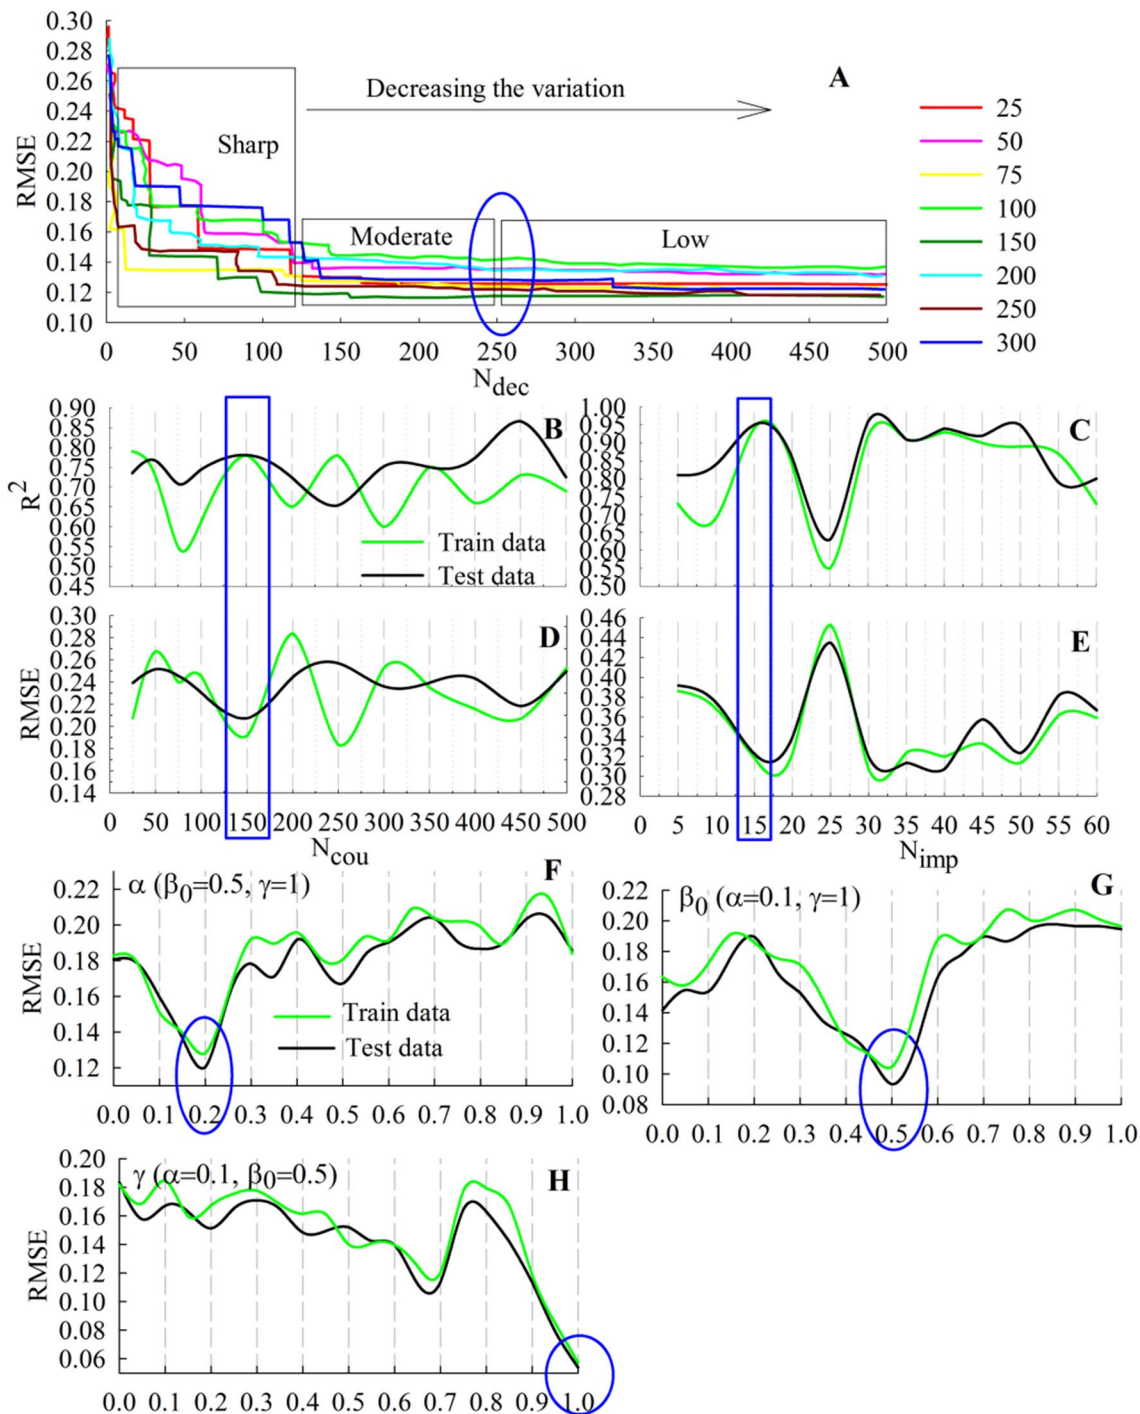 0.30
0.28
0.26
0.24
0.22
0.20
0.18
0.16
0.14
0.12
0.10
RMSE
Decreasing the variation
A
Sharp
Moderate
Low
25
50
75
100
150
200
250
300
0 50 100 150 200 250 300 350 400 450 500
Ndec
0.90
0.85
0.80
0.75
0.70
0.65
0.60
0.55
0.50
0.45
R2
B
Train data
Test data
1.00
0.95
0.90
0.85
0.80
0.75
0.70
0.65
0.60
0.55
0.50
C
0.30
0.28
0.26
0.24
0.22
0.20
0.18
0.16
0.14
RMSE
D
0 50 100 150 200 250 300 350 400 450 500
Ncou
0.46
0.44
0.42
0.40
0.38
0.36
0.34
0.32
0.30
0.28
E
0 5 10 15 20 25 30 35 40 45 50 55 60
Nimp
0.22
0.20
0.18
0.16
0.14
0.12
RMSE
α (β0=0.5, γ=1)
F
Train data
Test data
0.0 0.1 0.2 0.3 0.4 0.5 0.6 0.7 0.8 0.9 1.0
0.22
0.20
0.18
0.16
0.14
0.12
0.10
0.08
β0 (α=0.1, γ=1)
G
0.0 0.1 0.2 0.3 0.4 0.5 0.6 0.7 0.8 0.9 1.0
0.20
0.18
0.16
0.14
0.12
0.10
0.08
0.06
RMSE
γ (α=0.1, β0=0.5)
H
0.0 0.1 0.2 0.3 0.4 0.5 0.6 0.7 0.8 0.9 1.0